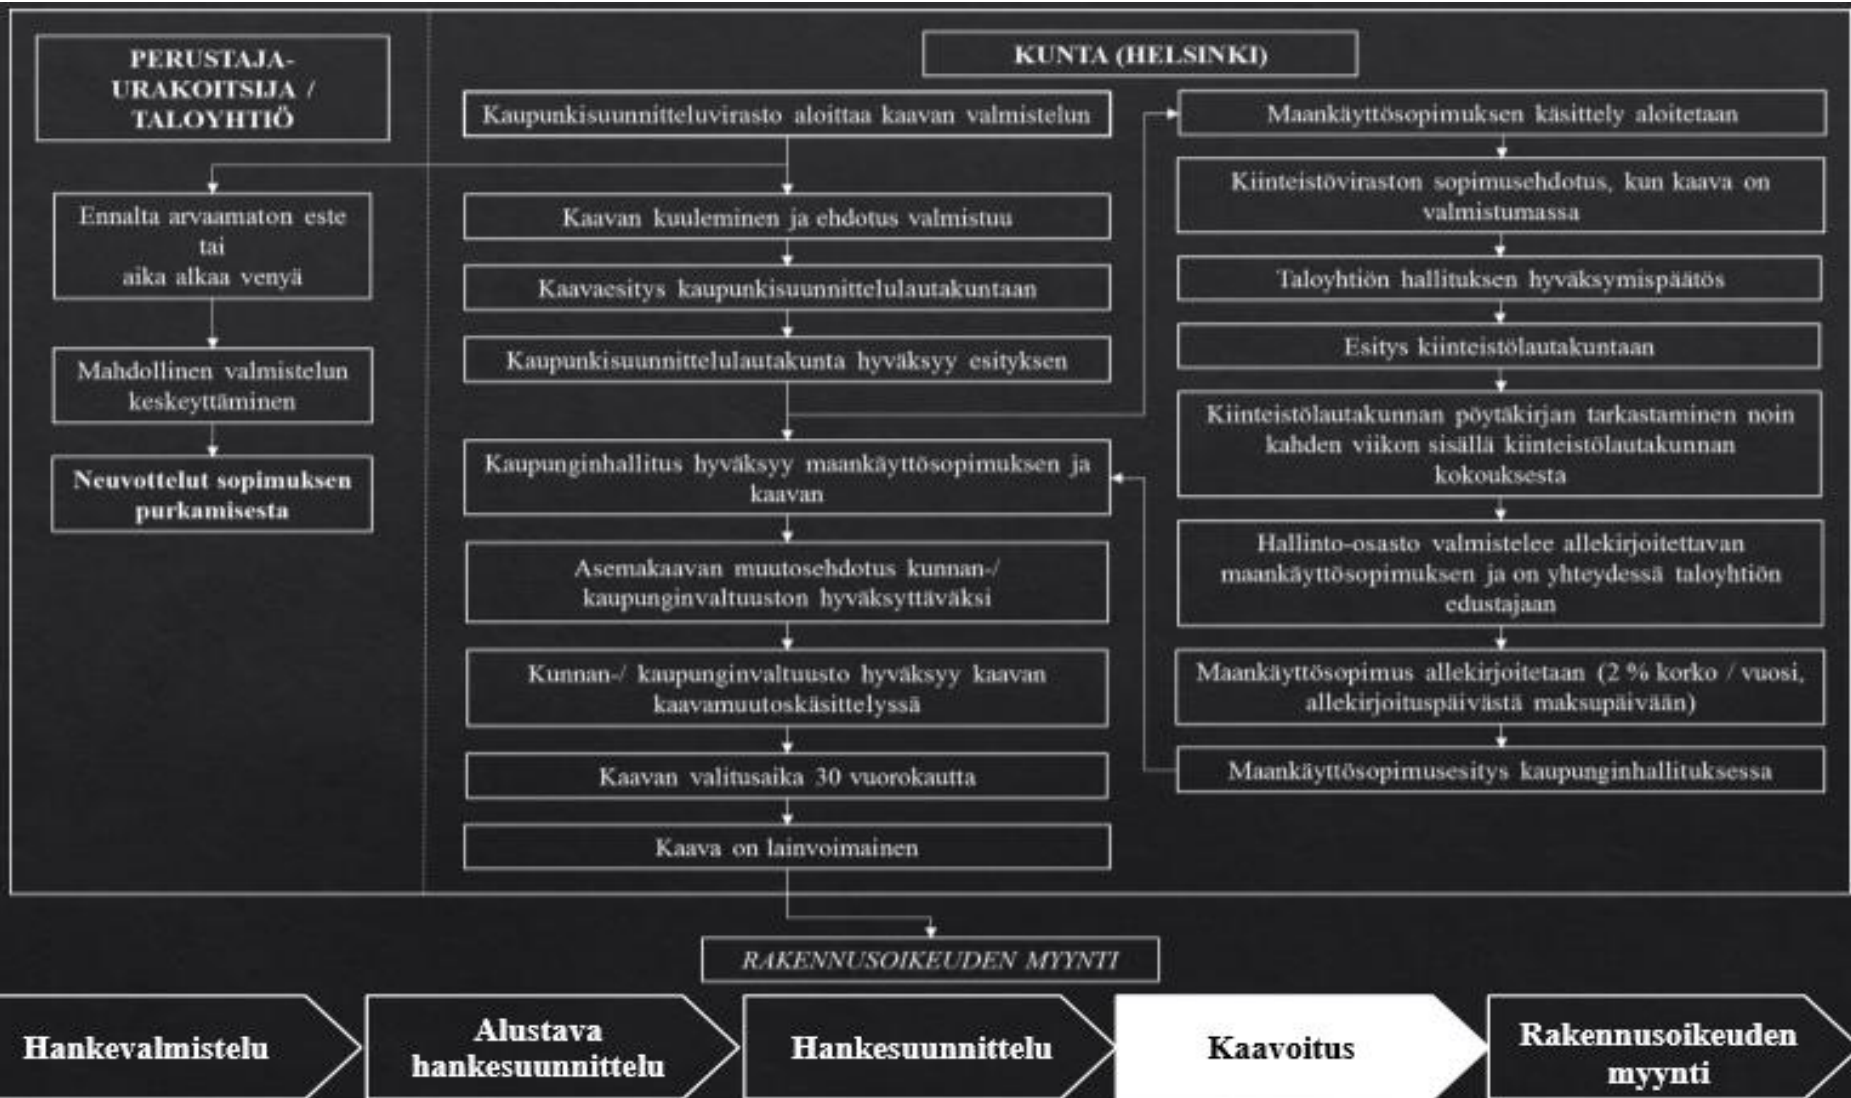 PERUSTAJA-
URAKOITSIJA /
TALOYHTIÖ
Ennalta arvaamaton este
tai
aika alkaa venyä
Mahdollinen valmistelun
keskeyttäminen
Neuvottelut sopimuksen
purkamisesta
KUNTA (HELSINKI)
Kaupunkisuunnitteluvirasto aloittaa kaavan valmistelun
Kaavan kuuleminen ja ehdotus valmistuu
Kaavaesitys kaupunkisuunnittelulautakuntaan
Kaupunkisuunnittelulautakunta hyväksyy esityksen
Kaupunginhallitus hyväksyy maankäyttösopimuksen ja
kaavan
Asemakaavan muutosehdotus kunnan-/
kaupunginvaltuuston hyväksyttäväksi
Kunnan-/ kaupunginvaltuusto hyväksyy kaavan
kaavamuutoskäsittelyssä
Kaavan valitusaika 30 vuorokautta
Kaava on lainvoimainen
Maankäyttösopimuksen käsittely aloitetaan
Kiinteistöviraston sopimusehdotus, kun kaava on
valmistumassa
Taloyhtiön hallituksen hyväksymispäätös
Esitys kiinteistölautakuntaan
Kiinteistölautakunnan pöytäkirjan tarkastaminen noin
kahden viikon sisällä kiinteistölautakunnan
kokouksesta
Hallinto-osasto valmistelee allekirjoitettavan
maankäyttösopimuksen ja on yhteydessä taloyhtiön
edustajaan
Maankäyttösopimus allekirjoitetaan (2 % korko / vuosi,
allekirjoituspäivästä maksupäivään)
Maankäyttösopimusesitys kaupunginhallituksessa
RAKENNUSOIKEUDEN MYYNTI
Hankevalmistelu
Alustava
hankesuunnittelu
Hankesuunnittelu
Kaavoitus
Rakennusoikeuden
myynti